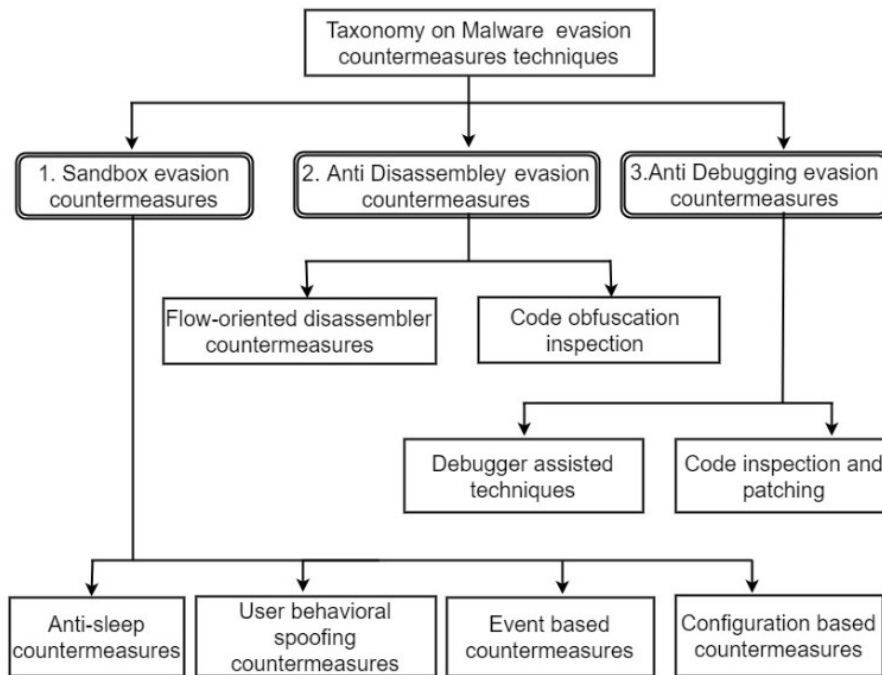 Taxonomy on Malware evasion
countermeasures techniques
1. Sandbox evasion
countermeasures
2. Anti Disassembley evasion
countermeasures
3.Anti Debugging evasion
countermeasures
Flow-oriented disassembler
countermeasures
Code obfuscation
inspection
Debugger assisted
techniques
Code inspection and
patching
Anti-sleep
countermeasures
User behavioral
spoofing
countermeasures
Event based
countermeasures
Configuration based
countermeasures